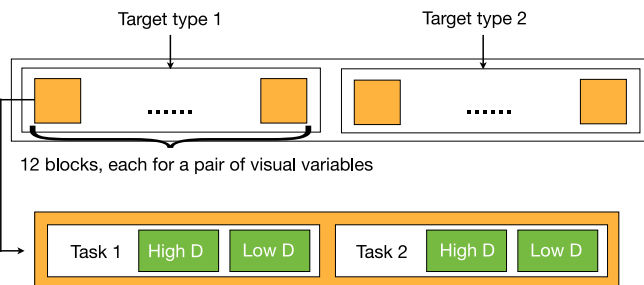 Target type 1 Target type 2
...... ......
12 blocks, each for a pair of visual variables
Task 1 High D Low D Task 2 High D Low D